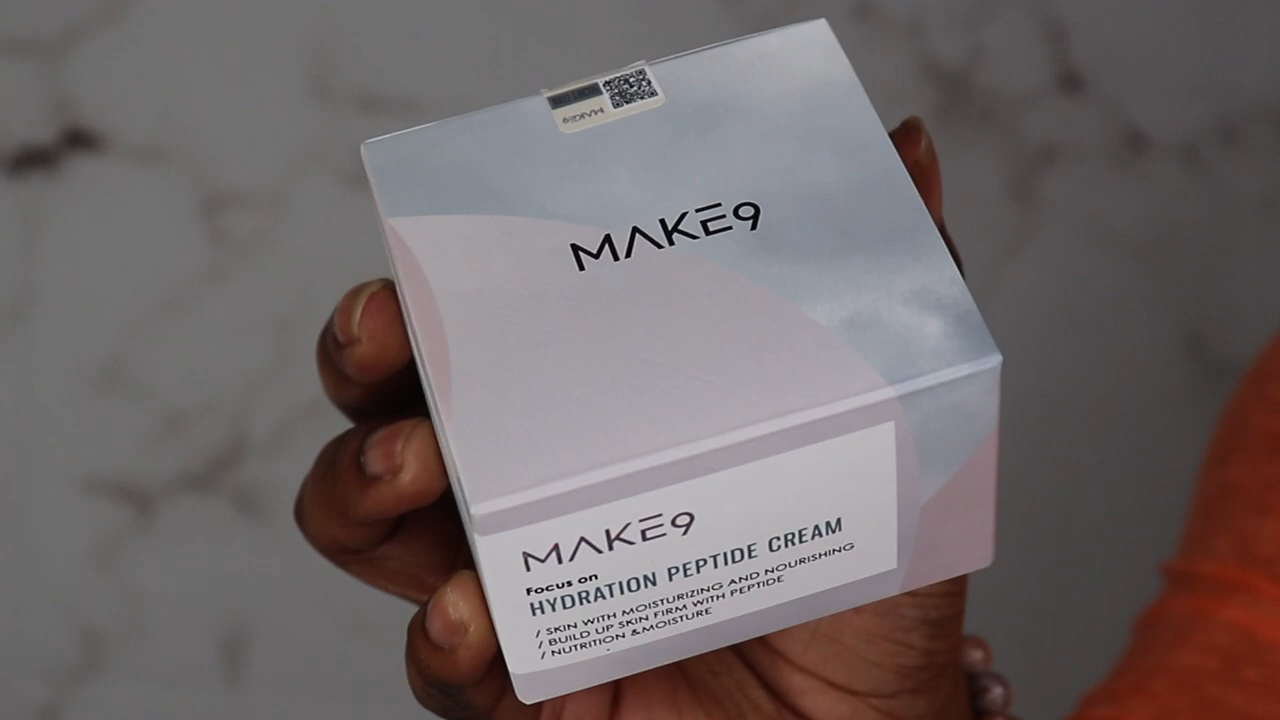 MAKE9
MAKE9
MAKE9
Focus on
HYDRATION PEPTIDE CREAM
/ SKIN WITH MOISTURIZING AND NOURISHING
/ BUILD UP SKIN FIRM WITH PEPTIDE
/ NUTRITION &MOISTURE